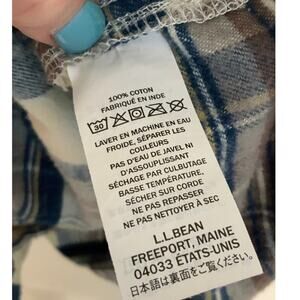 100% COTON
FABRIQUÉ EN INDE
30
LAVER EN MACHINE EN EAU
FROIDE, SÉPARER LES
COULEURS
PAS D'EAU DE JAVEL NI
D'ASSOUPLISSANT
SÉCHAGE PAR CULBUTAGE
BASSE TEMPÉRATURE,
SÉCHER SUR CORDE
NE PAS REPASSER
NE PAS NETTOYER À SEC
L.L.BEAN
FREEPORT, MAINE
04033 ÉTATS-UNIS
日本語は裏面をご覧ください。